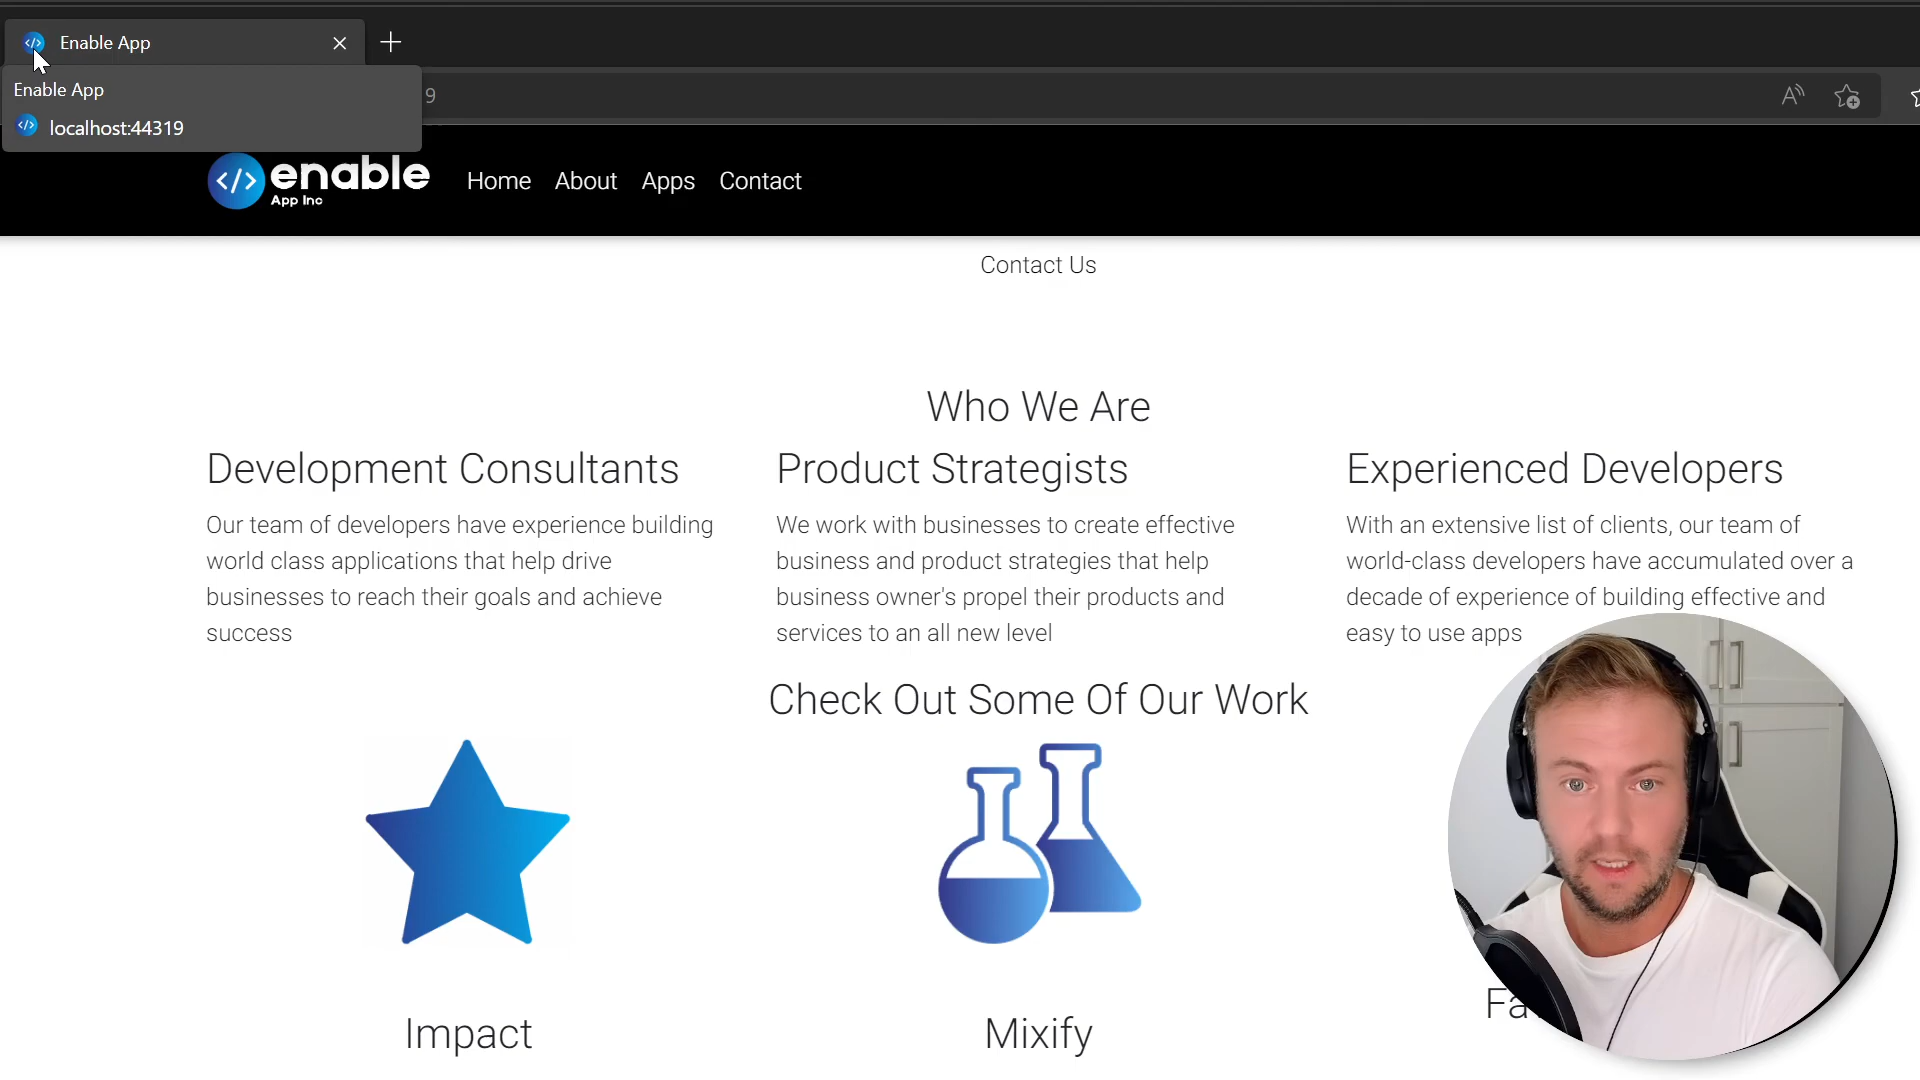 Enable App
Enable App
localhost:44319
9
</> enable
App Inc
Home About Apps Contact
Contact Us
Who We Are
Development Consultants
Our team of developers have experience building
world class applications that help drive
businesses to reach their goals and achieve
success
Product Strategists
We work with businesses to create effective
business and product strategies that help
business owner's propel their products and
services to an all new level
Experienced Developers
With an extensive list of clients, our team of
world-class developers have accumulated over a
decade of experience of building effective and
easy to use apps
Check Out Some Of Our Work
Impact
Mixify